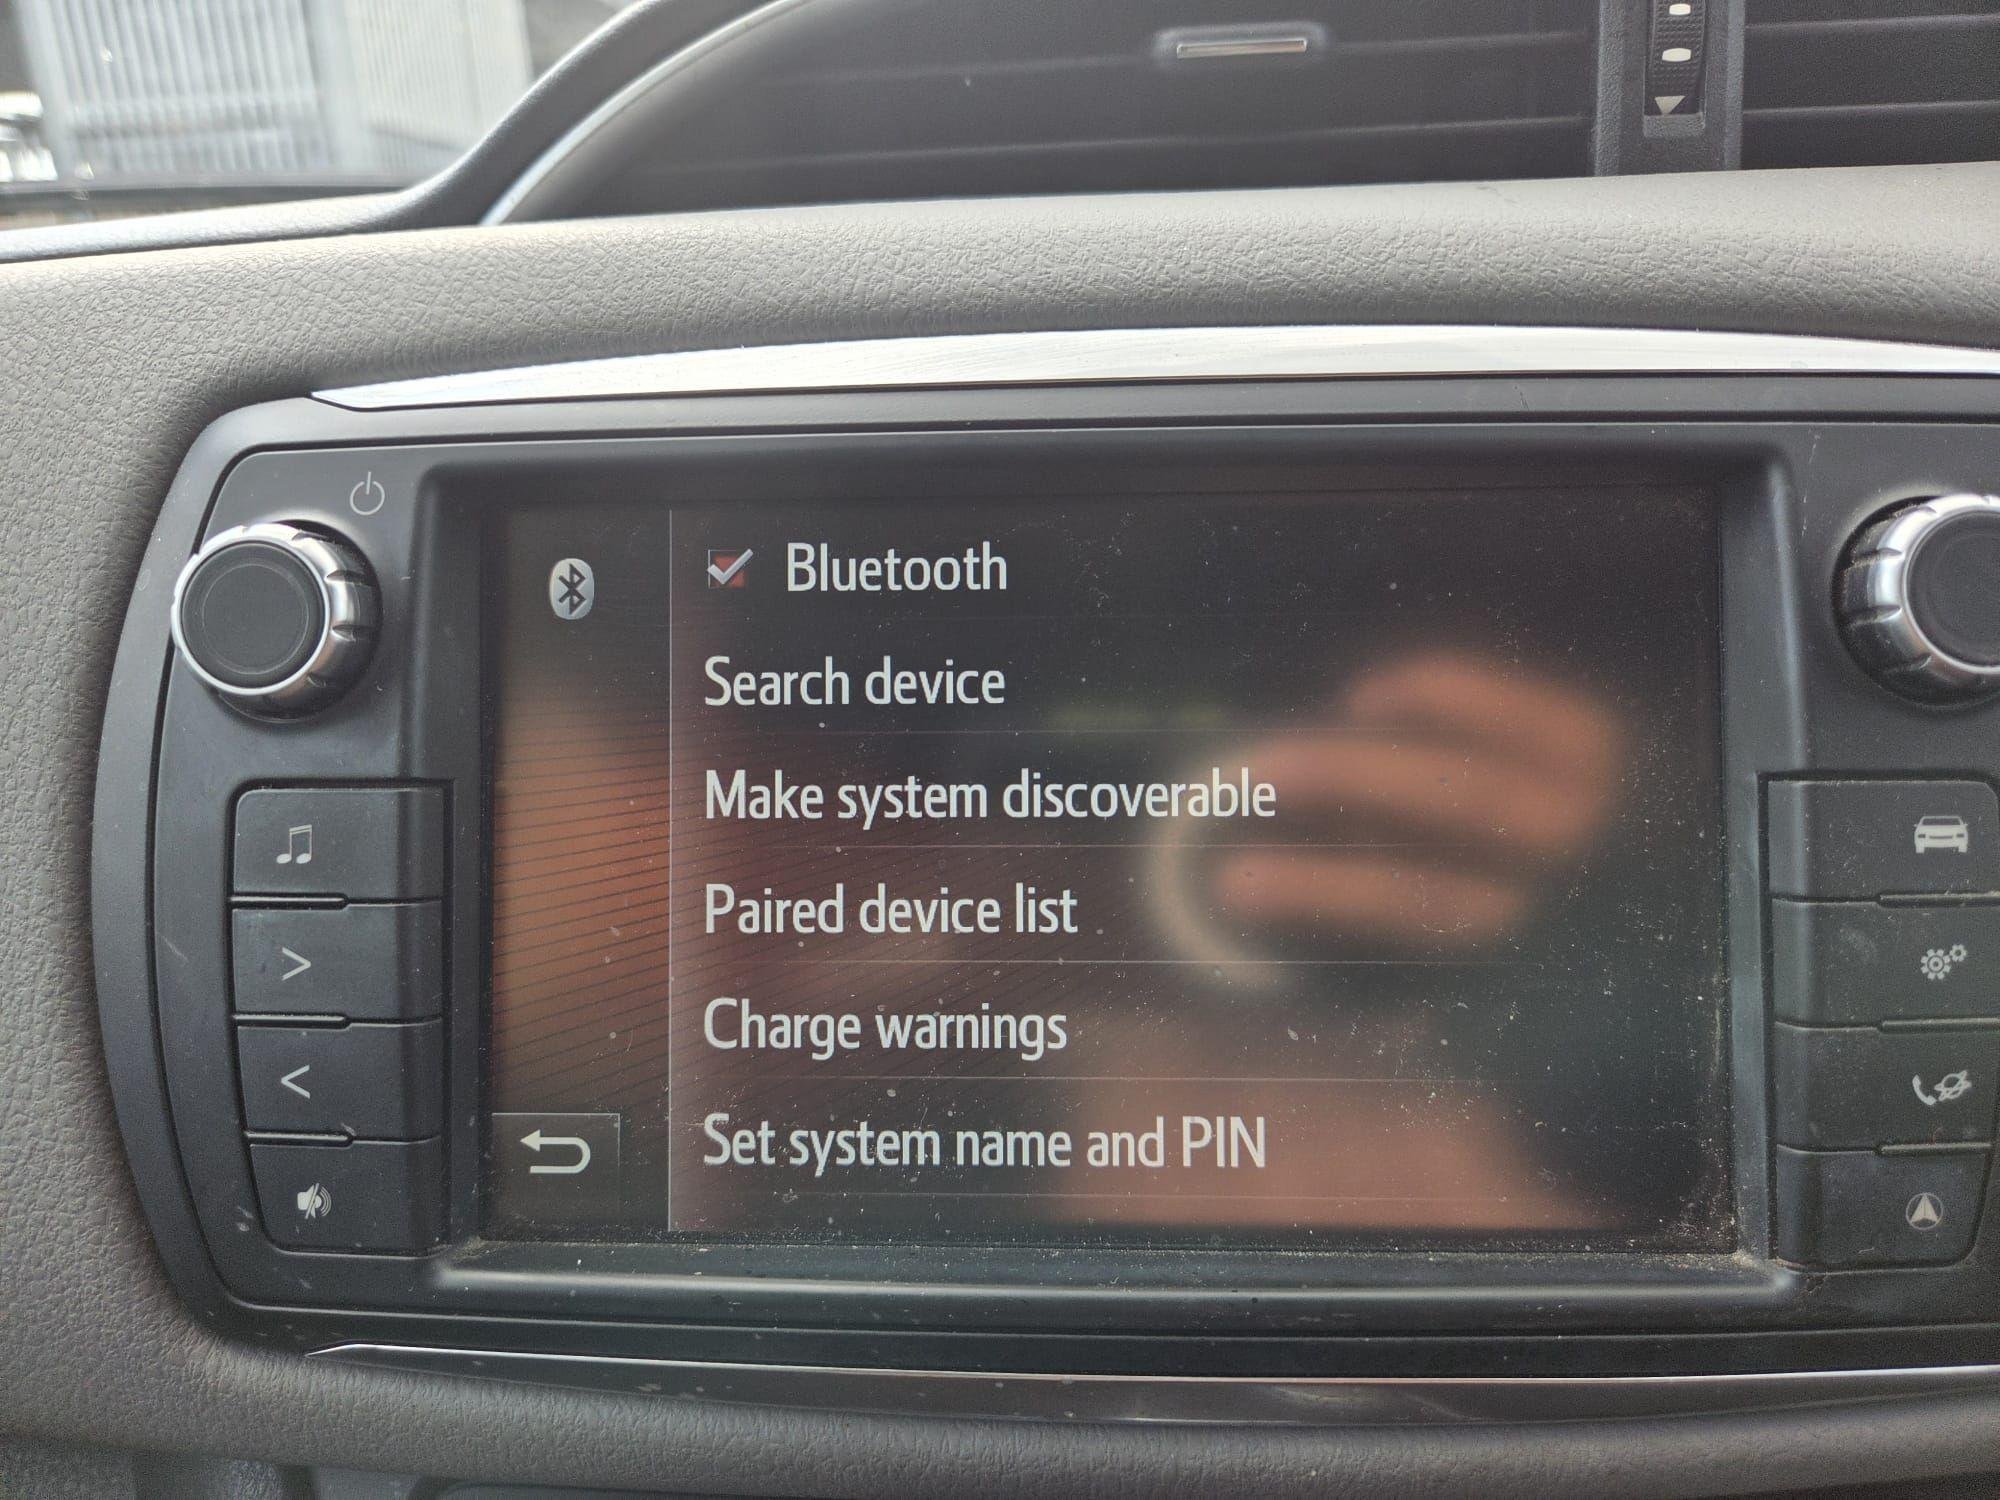 Bluetooth
Search device
Make system discoverable
Paired device list
Charge warnings
Set system name and PIN